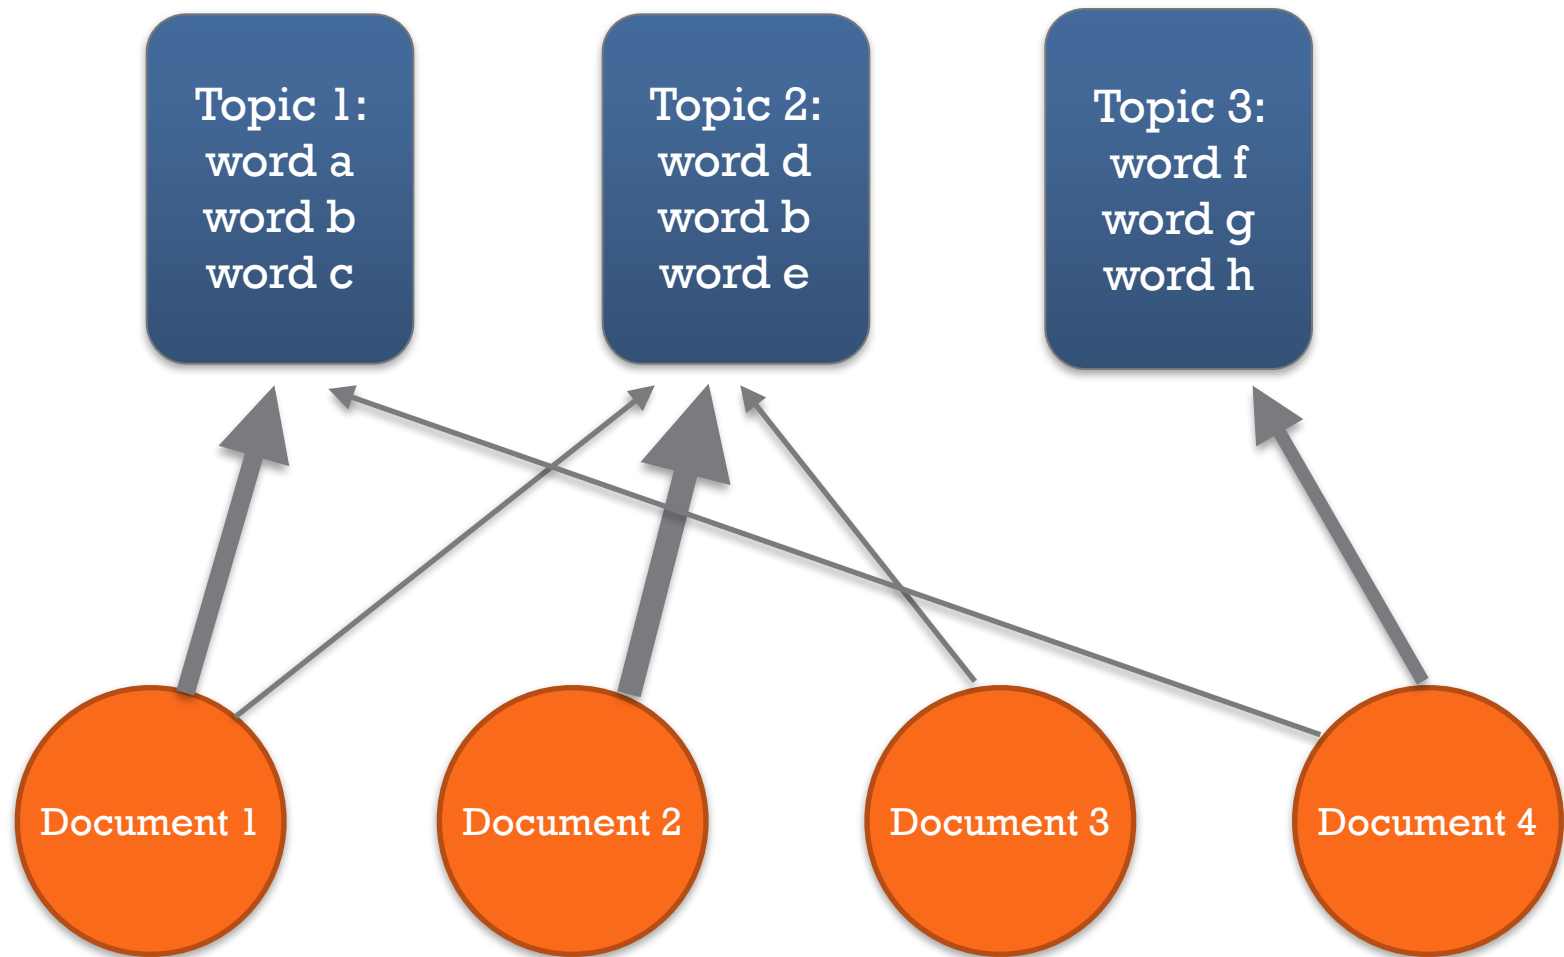 Topic 1:
word a
word b
word c
Topic 2:
word d
word b
word e
Topic 3:
word f
word g
word h
Document 1
Document 2
Document 3
Document 4